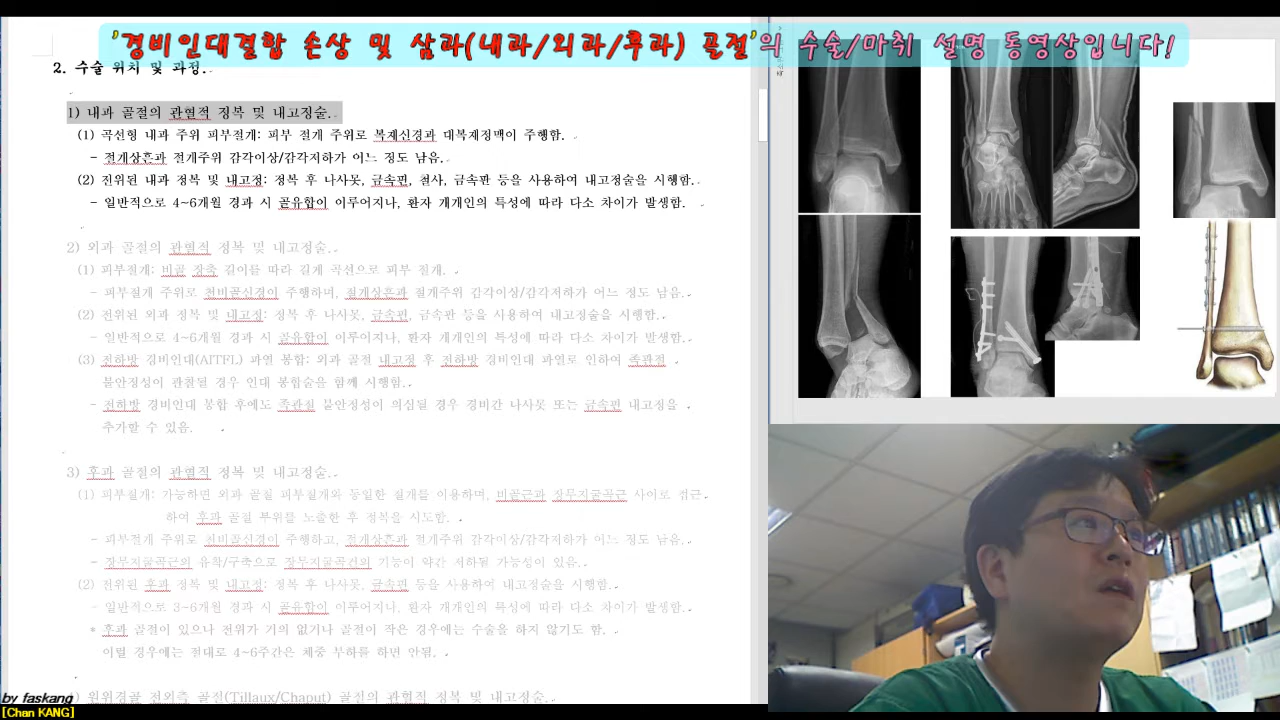 '경비인대결합 손상 및 삼과(내과/외과/후과) 골절'의 수술/마취 설명 동영상입니다!
2. 수술 위치 및 과정.
1) 내과 골절의 관혈적 정복 및 내고정술.
(1) 곡선형 내과 주위 피부절개: 피부 절개 주위로 복재신경과 대복재정맥이 주행함.
- 절개상흔과 절개주위 감각이상/감각저하가 어느 정도 남음.
(2) 전위된 내과 정복 및 내고정: 정복 후 나사못, 금속핀, 철사, 금속판 등을 사용하여 내고정술을 시행함.
- 일반적으로 4~6개월 경과 시 골유합이 이루어지나, 환자 개개인의 특성에 따라 다소 차이가 발생함.
2) 외과 골절의 관혈적 정복 및 내고정술.
(1) 피부절개: 비골 장축 길이를 따라 길게 곡선으로 피부 절개.
- 피부절개 주위로 천비골신경이 주행하며, 절개상흔과 절개주위 감각이상/감각저하가 어느 정도 남음.
(2) 전위된 외과 정복 및 내고정: 정복 후 나사못, 금속핀, 금속판 등을 사용하여 내고정술을 시행함.
- 일반적으로 4~6개월 경과 시 골유합이 이루어지나, 환자 개개인의 특성에 따라 다소 차이가 발생함.
(3) 전하방 경비인대(AITFL) 파열 봉합: 외과 골절 내고정 후 전하방 경비인대 파열로 인하여 족관절
불안정성이 관찰될 경우 인대 봉합술을 함께 시행함.
- 전하방 경비인대 봉합 후에도 족관절 불안정성이 의심될 경우 경비간 나사못 또는 금속핀 내고정을
추가할 수 있음.
3) 후과 골절의 관혈적 정복 및 내고정술.
(1) 피부절개: 가능하면 외과 골절 피부절개와 동일한 절개를 이용하며, 비골근과 장무지굴곡근 사이로 접근
하여 후과 골절 부위를 노출한 후 정복을 시도함.
- 피부절개 주위로 천비골신경이 주행하고, 절개상흔과 절개주위 감각이상/감각저하가 어느 정도 남음.
- 장무지굴곡근의 유착/구축으로 장무지굴곡건의 기능이 약간 저하될 가능성이 있음.
(2) 전위된 후과 정복 및 내고정: 정복 후 나사못, 금속핀 등을 사용하여 내고정술을 시행함.
- 일반적으로 3~6개월 경과 시 골유합이 이루어지나, 환자 개개인의 특성에 따라 다소 차이가 발생함.
* 후과 골절이 있으나 전위가 거의 없거나 골절이 작은 경우에는 수술을 하지 않기도 함.
이럴 경우에는 절대로 4~6주간은 체중 부하를 하면 안됨.
) 원위경골 전외측 골절(Tillaux/Chaput) 골절의 관혈적 정복 및 내고정술.
by faskang
[Chan KANG]